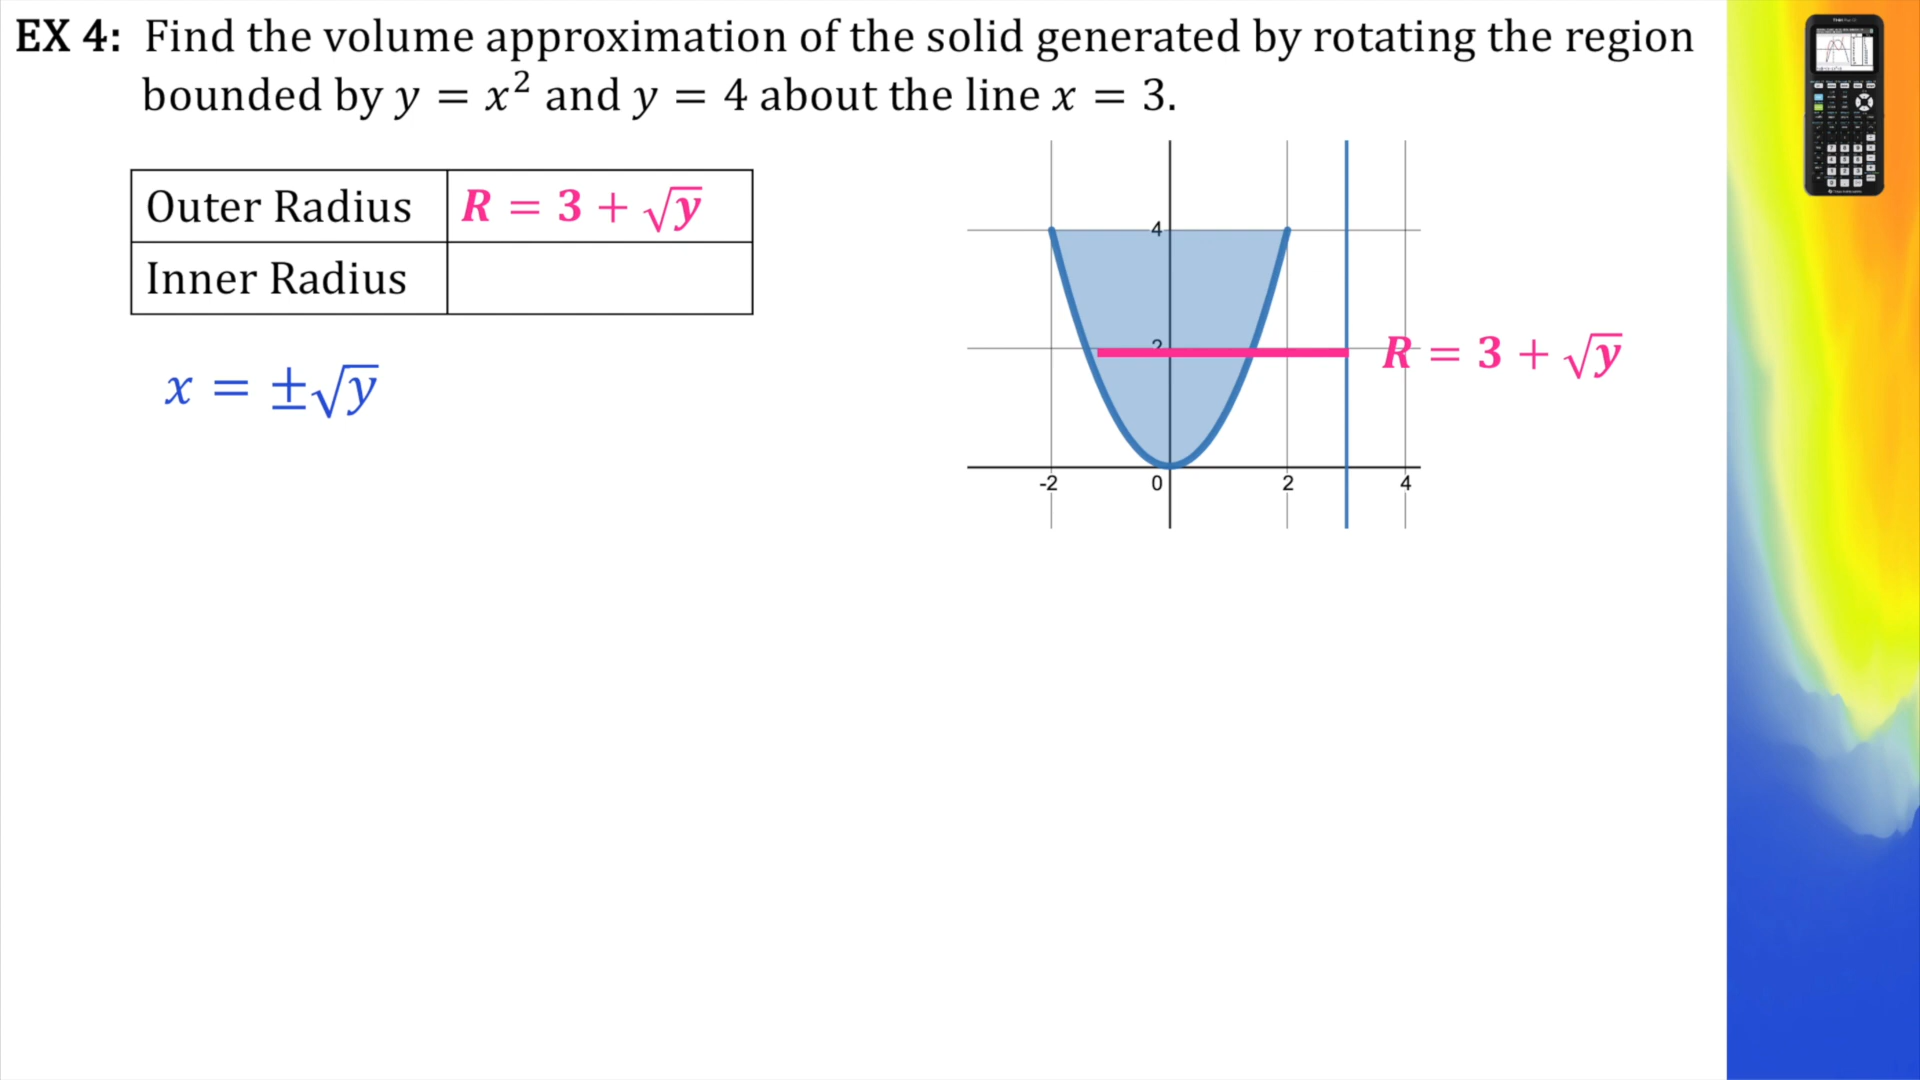 EX 4: Find the volume approximation of the solid generated by rotating the region
bounded by y = x² and y = 4 about the line x = 3.
Outer Radius R = 3 + √y
Inner Radius
x = ±√y
4
2
R = 3 + √y
-2 0 2 4